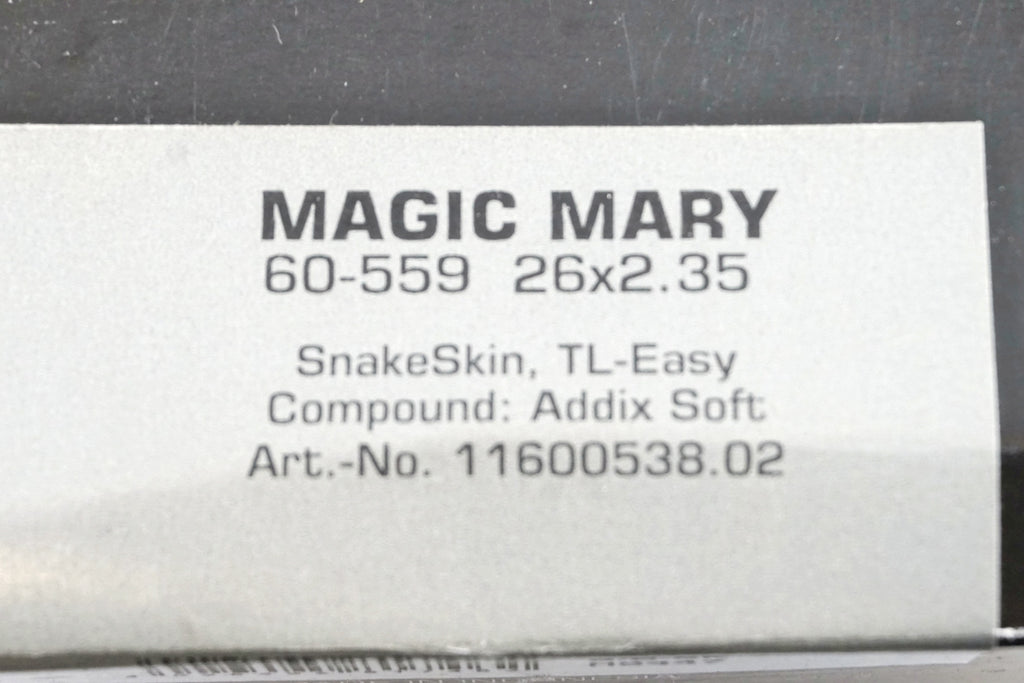 MAGIC MARY
60-559 26x2.35
SnakeSkin, TL-Easy
Compound: Addix Soft
Art.-No. 11600538.02